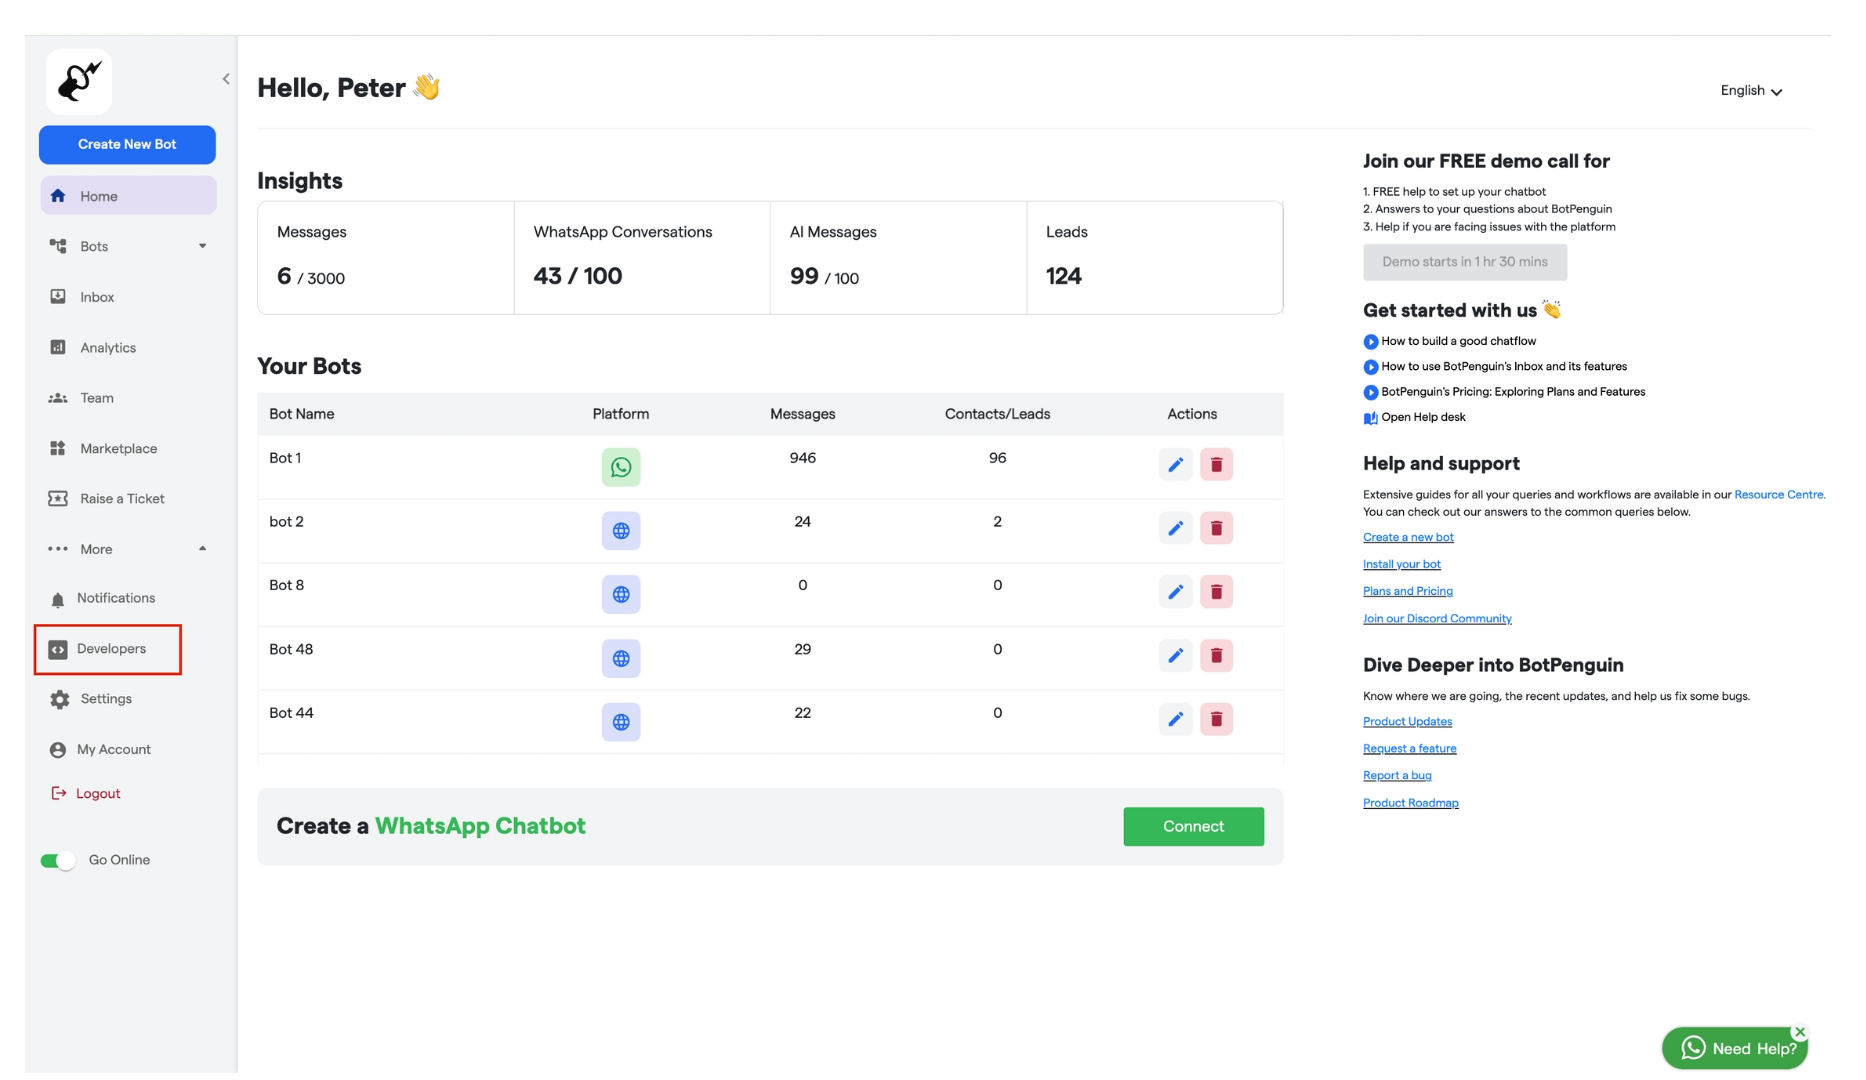 Create New Bot
Home
Bots
Inbox
Analytics
Team
Marketplace
Raise a Ticket
More
Notifications
Developers
Settings
My Account
Logout
Go Online
Hello, Peter 👋
English
Insights
Messages
6 / 3000
WhatsApp Conversations
43 / 100
AI Messages
99 / 100
Leads
124
Your Bots
Bot Name Platform Messages Contacts/Leads Actions
Bot 1 946 96
bot 2 24 2
Bot 8 0 0
Bot 48 29 0
Bot 44 22 0
Create a WhatsApp Chatbot
Connect
Join our FREE demo call for
1. FREE help to set up your chatbot
2. Answers to your questions about BotPenguin
3. Help if you are facing issues with the platform
Demo starts in 1 hr 30 mins
Get started with us 👏
How to build a good chatflow
How to use BotPenguin's Inbox and its features
BotPenguin's Pricing: Exploring Plans and Features
Open Help desk
Help and support
Extensive guides for all your queries and workflows are available in our Resource Centre.
You can check out our answers to the common queries below.
Create a new bot
Install your bot
Plans and Pricing
Join our Discord Community
Dive Deeper into BotPenguin
Know where we are going, the recent updates, and help us fix some bugs.
Product Updates
Request a feature
Report a bug
Product Roadmap
Need Help?